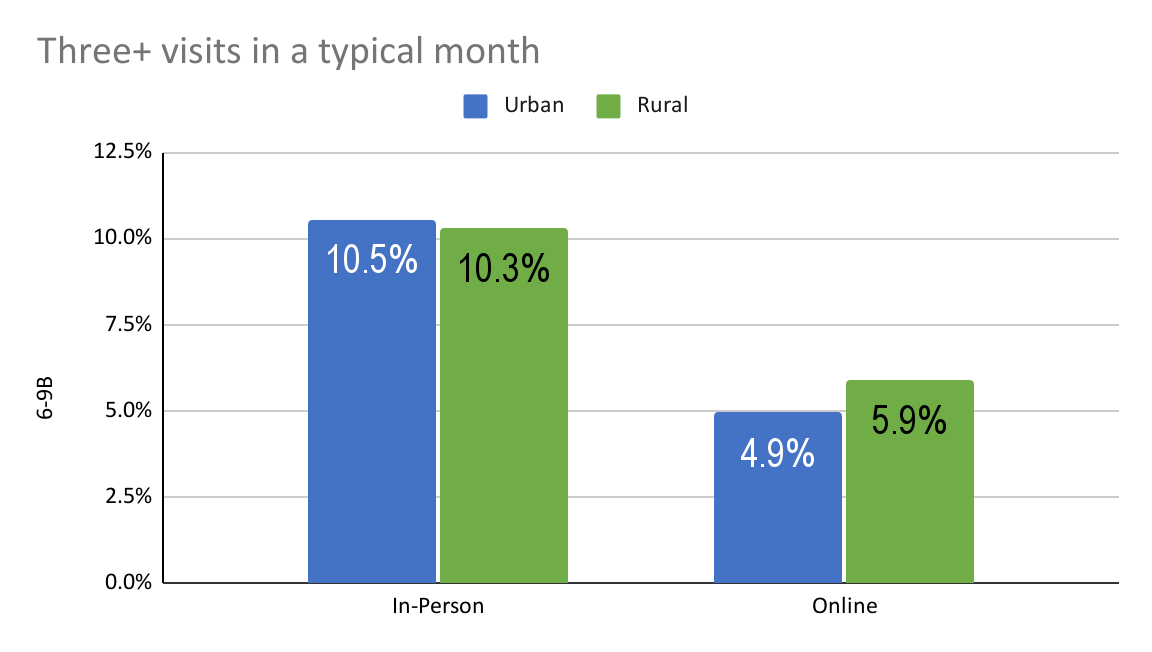 Three+ visits in a typical month
Urban Rural
12.5%
10.0%
7.5%
5.0%
2.5%
0.0%
6-9B
10.5% 10.3%
4.9% 5.9%
In-Person Online